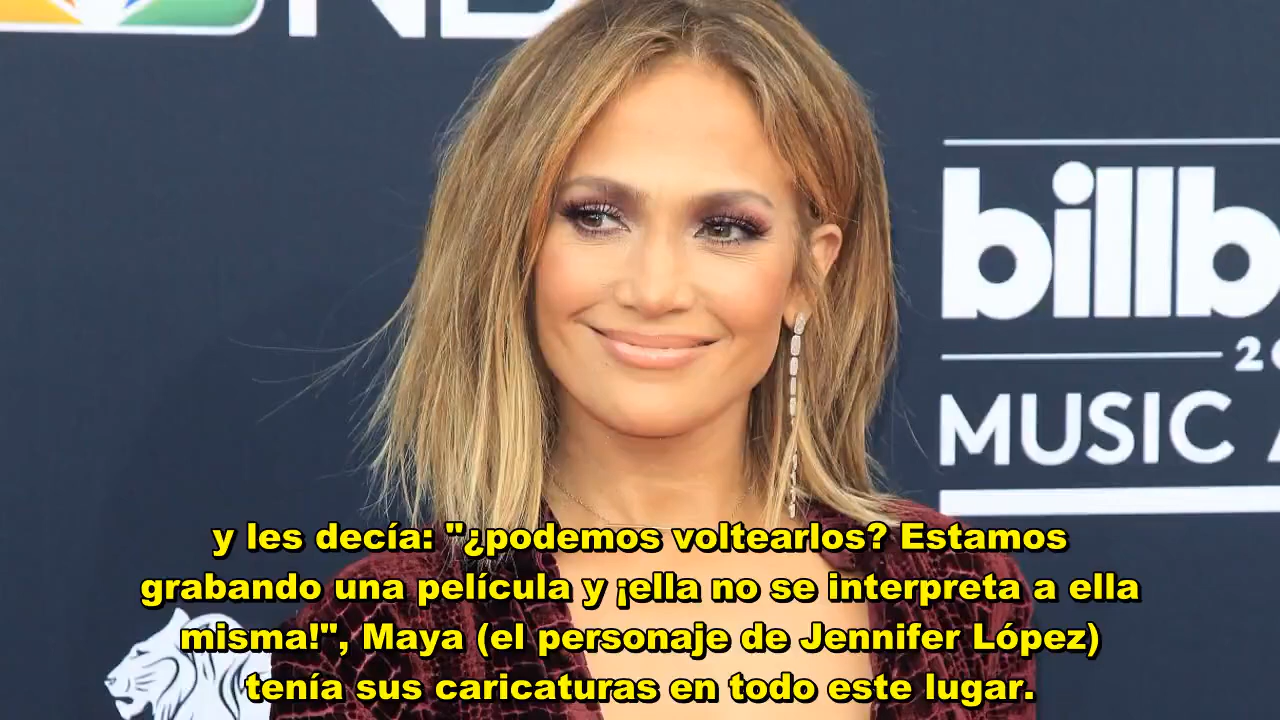 billb
MUSIC
y les decía: "¿podemos voltearlos? Estamos
grabando una película y ¡ella no se interpreta a ella
misma!", Maya (el personaje de Jennifer López)
tenía sus caricaturas en todo este lugar.